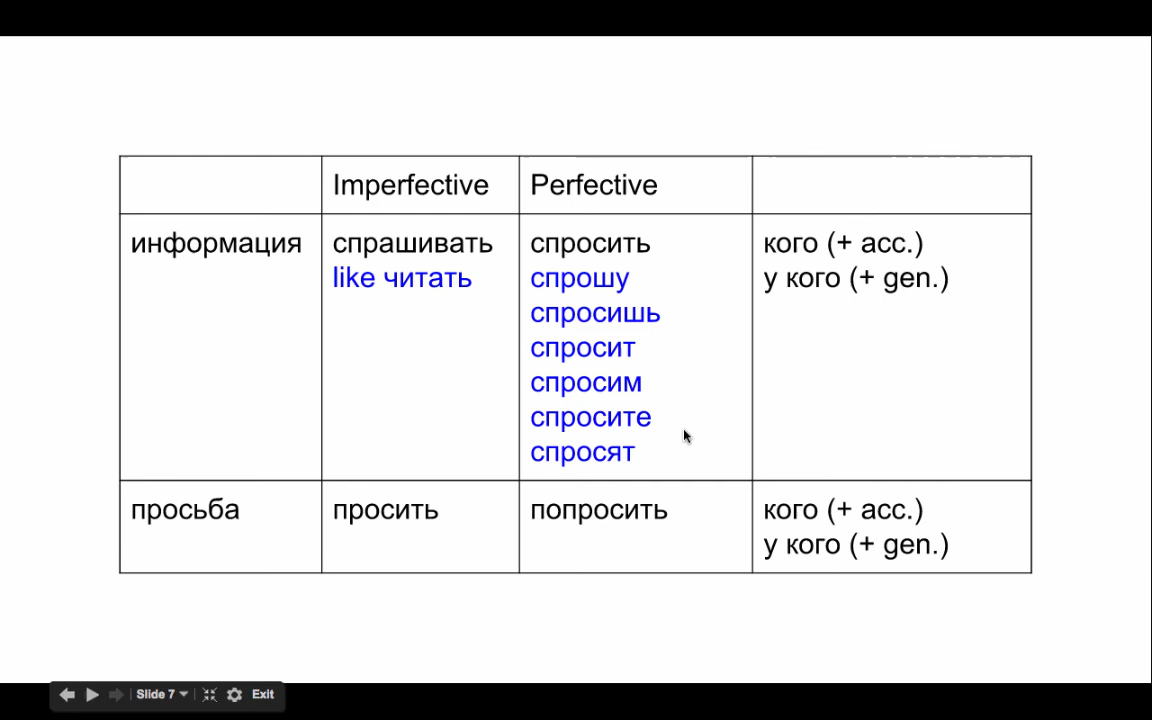 Imperfective
Perfective
информация
спрашивать
like читать
спросить
спрошу
спросишь
спросит
спросим
спросите
спросят
кого (+ acc.)
у кого (+ gen.)
просьба
просить
попросить
кого (+ acc.)
у кого (+ gen.)
Slide 7
Exit